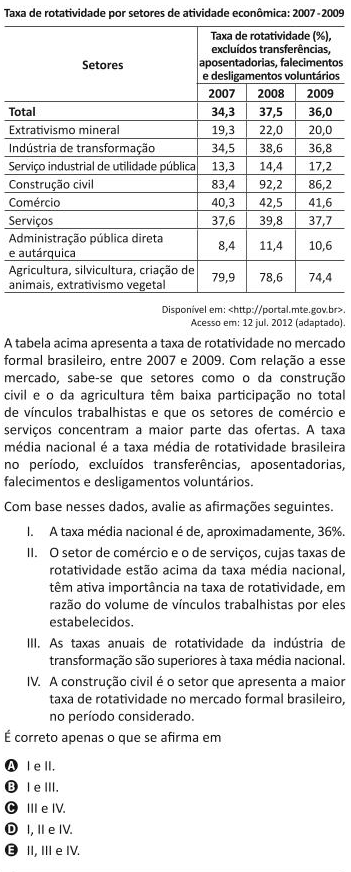 Taxa de rotatividade por setores de atividade econômica: 2007-2009
Setores
Taxa de rotatividade (%),
excluídos transferências,
aposentadorias, falecimentos
e desligamentos voluntários
2007 2008 2009
Total 34,3 37,5 36,0
Extrativismo mineral 19,3 22,0 20,0
Indústria de transformação 34,5 38,6 36,8
Serviço industrial de utilidade pública 13,3 14,4 17,2
Construção civil 83,4 92,2 86,2
Comércio 40,3 42,5 41,6
Serviços 37,6 39,8 37,7
Administração pública direta
e autárquica 8,4 11,4 10,6
Agricultura, silvicultura, criação de
animais, extrativismo vegetal 79,9 78,6 74,4
Disponível em: <http://portal.mte.gov.br>.
Acesso em: 12 jul. 2012 (adaptado).
A tabela acima apresenta a taxa de rotatividade no mercado
formal brasileiro, entre 2007 e 2009. Com relação a esse
mercado, sabe-se que setores como o da construção
civil e o da agricultura têm baixa participação no total
de vínculos trabalhistas e que os setores de comércio e
serviços concentram a maior parte das ofertas. A taxa
média nacional é a taxa média de rotatividade brasileira
no período, excluídos transferências, aposentadorias,
falecimentos e desligamentos voluntários.
Com base nesses dados, avalie as afirmações seguintes.
I. A taxa média nacional é de, aproximadamente, 36%.
II. O setor de comércio e o de serviços, cujas taxas de
rotatividade estão acima da taxa média nacional,
têm ativa importância na taxa de rotatividade, em
razão do volume de vínculos trabalhistas por eles
estabelecidos.
III. As taxas anuais de rotatividade da indústria de
transformação são superiores à taxa média nacional.
IV. A construção civil é o setor que apresenta a maior
taxa de rotatividade no mercado formal brasileiro,
no período considerado.
É correto apenas o que se afirma em
A I e II.
B I e III.
C III e IV.
D I, II e IV.
E II, III e IV.